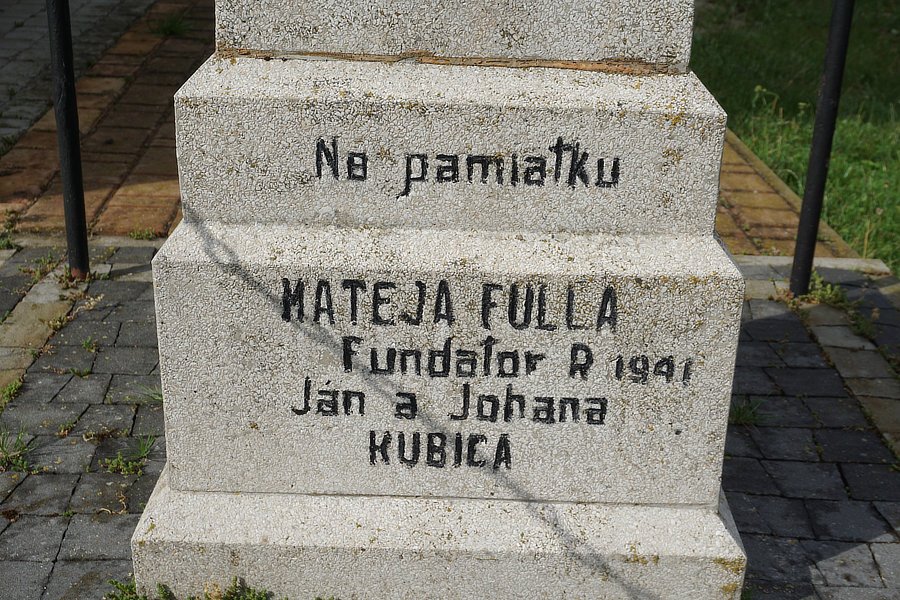 Na pamiatku
MATEJA FULLA
Fundator R 1941
Ján a Johana
KUBICA